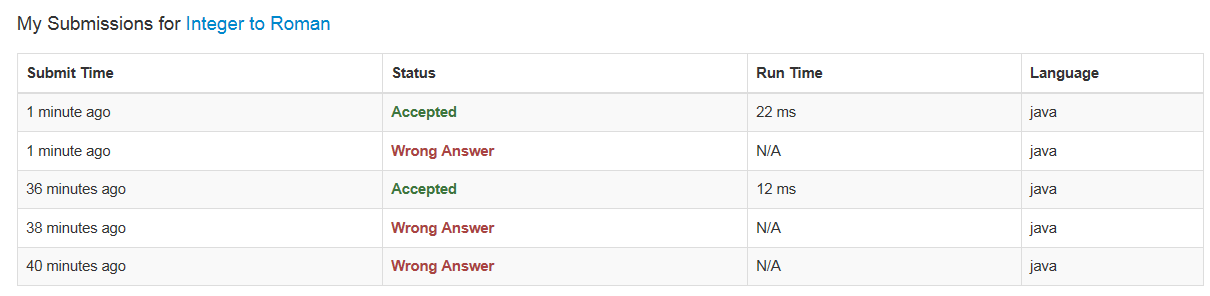 My Submissions for Integer to Roman
Submit Time Status Run Time Language
1 minute ago Accepted 22 ms java
1 minute ago Wrong Answer N/A java
36 minutes ago Accepted 12 ms java
38 minutes ago Wrong Answer N/A java
40 minutes ago Wrong Answer N/A java